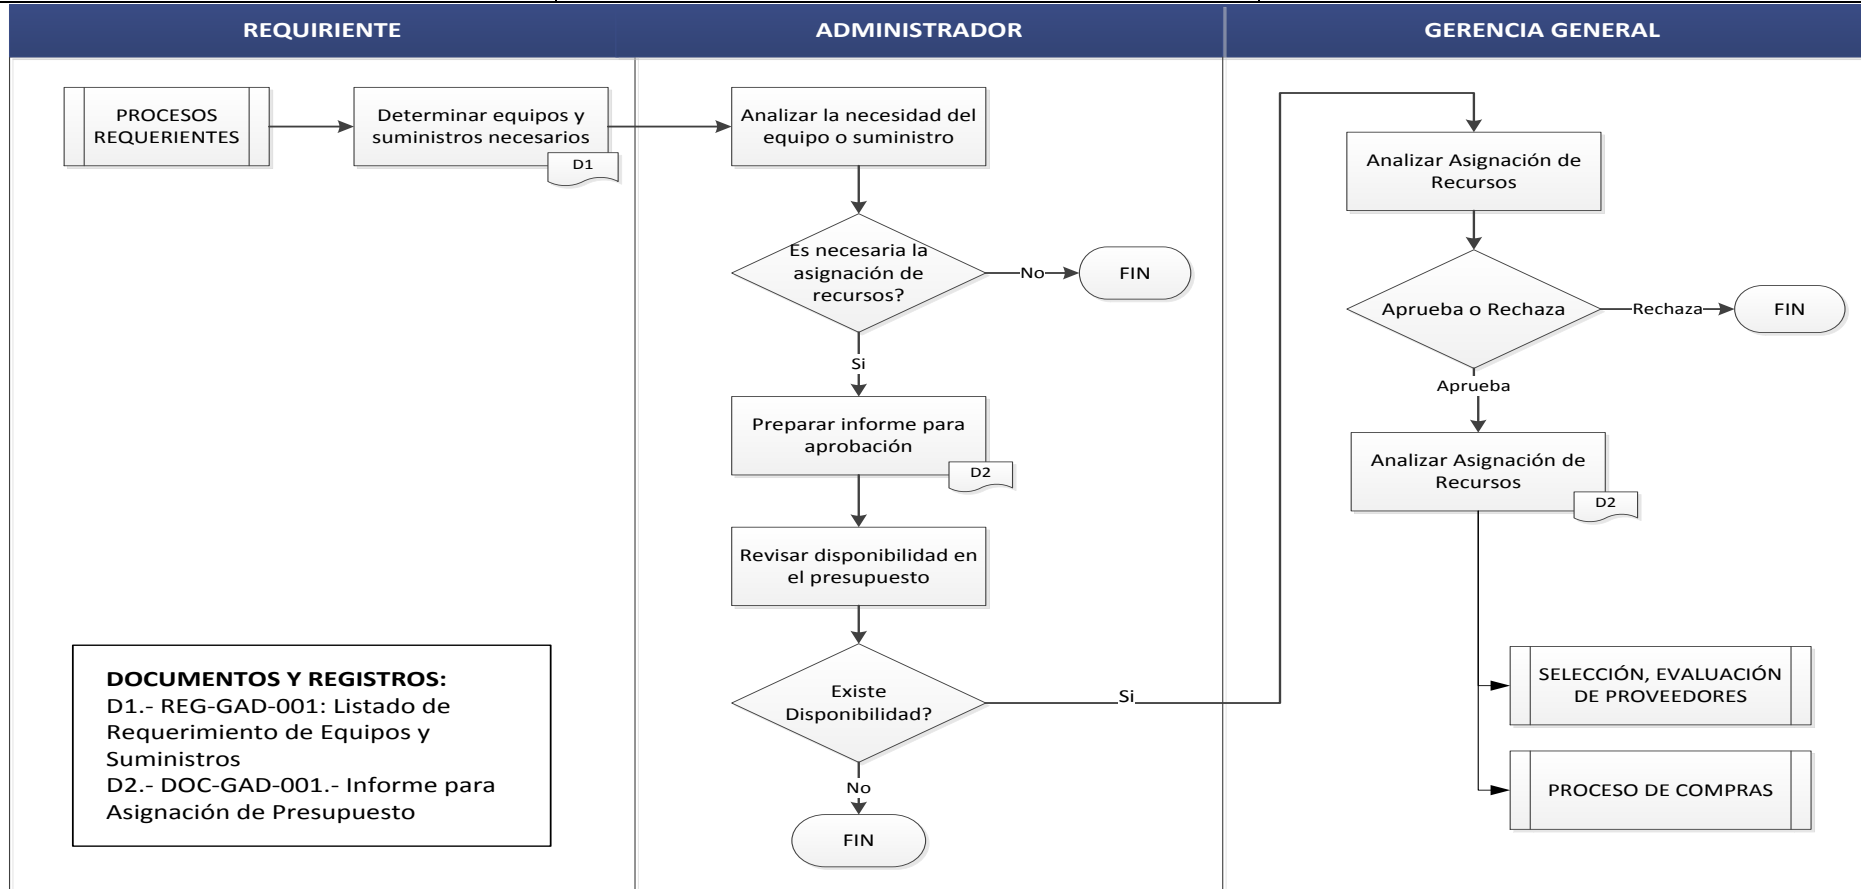 REQUIRIENTE
ADMINISTRADOR
GERENCIA GENERAL
PROCESOS
REQUERIENTES
Determinar equipos y
suministros necesarios
D1
Analizar la necesidad del
equipo o suministro
Es necesaria la
asignación de
recursos?
No
FIN
Si
Preparar informe para
aprobación
D2
Revisar disponibilidad en
el presupuesto
Existe
Disponibilidad?
Si
No
FIN
Analizar Asignación de
Recursos
Aprueba o Rechaza
Rechaza
FIN
Aprueba
Analizar Asignación de
Recursos
D2
SELECCIÓN, EVALUACIÓN
DE PROVEEDORES
PROCESO DE COMPRAS
DOCUMENTOS Y REGISTROS:
D1.- REG-GAD-001: Listado de
Requerimiento de Equipos y
Suministros
D2.- DOC-GAD-001.- Informe para
Asignación de Presupuesto